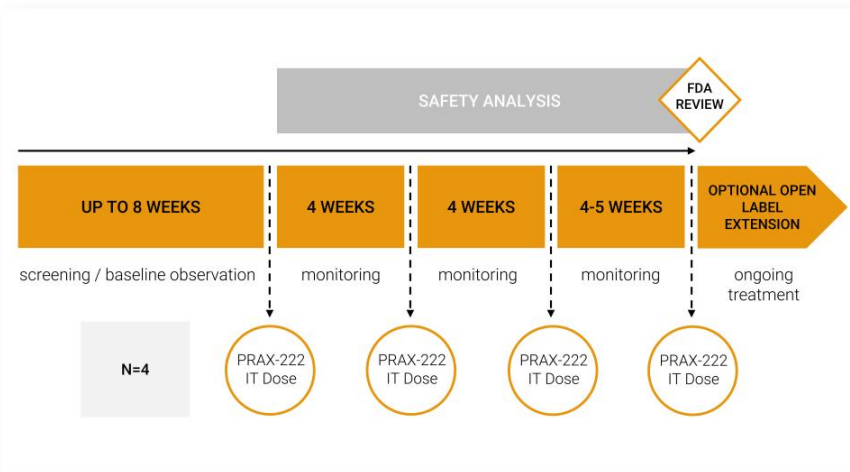 SAFETY ANALYSIS
FDA
REVIEW
UP TO 8 WEEKS
4 WEEKS
4 WEEKS
4-5 WEEKS
OPTIONAL OPEN
LABEL
EXTENSION
screening / baseline observation
monitoring
monitoring
monitoring
ongoing
treatment
N=4
PRAX-222
IT Dose
PRAX-222
IT Dose
PRAX-222
IT Dose
PRAX-222
IT Dose